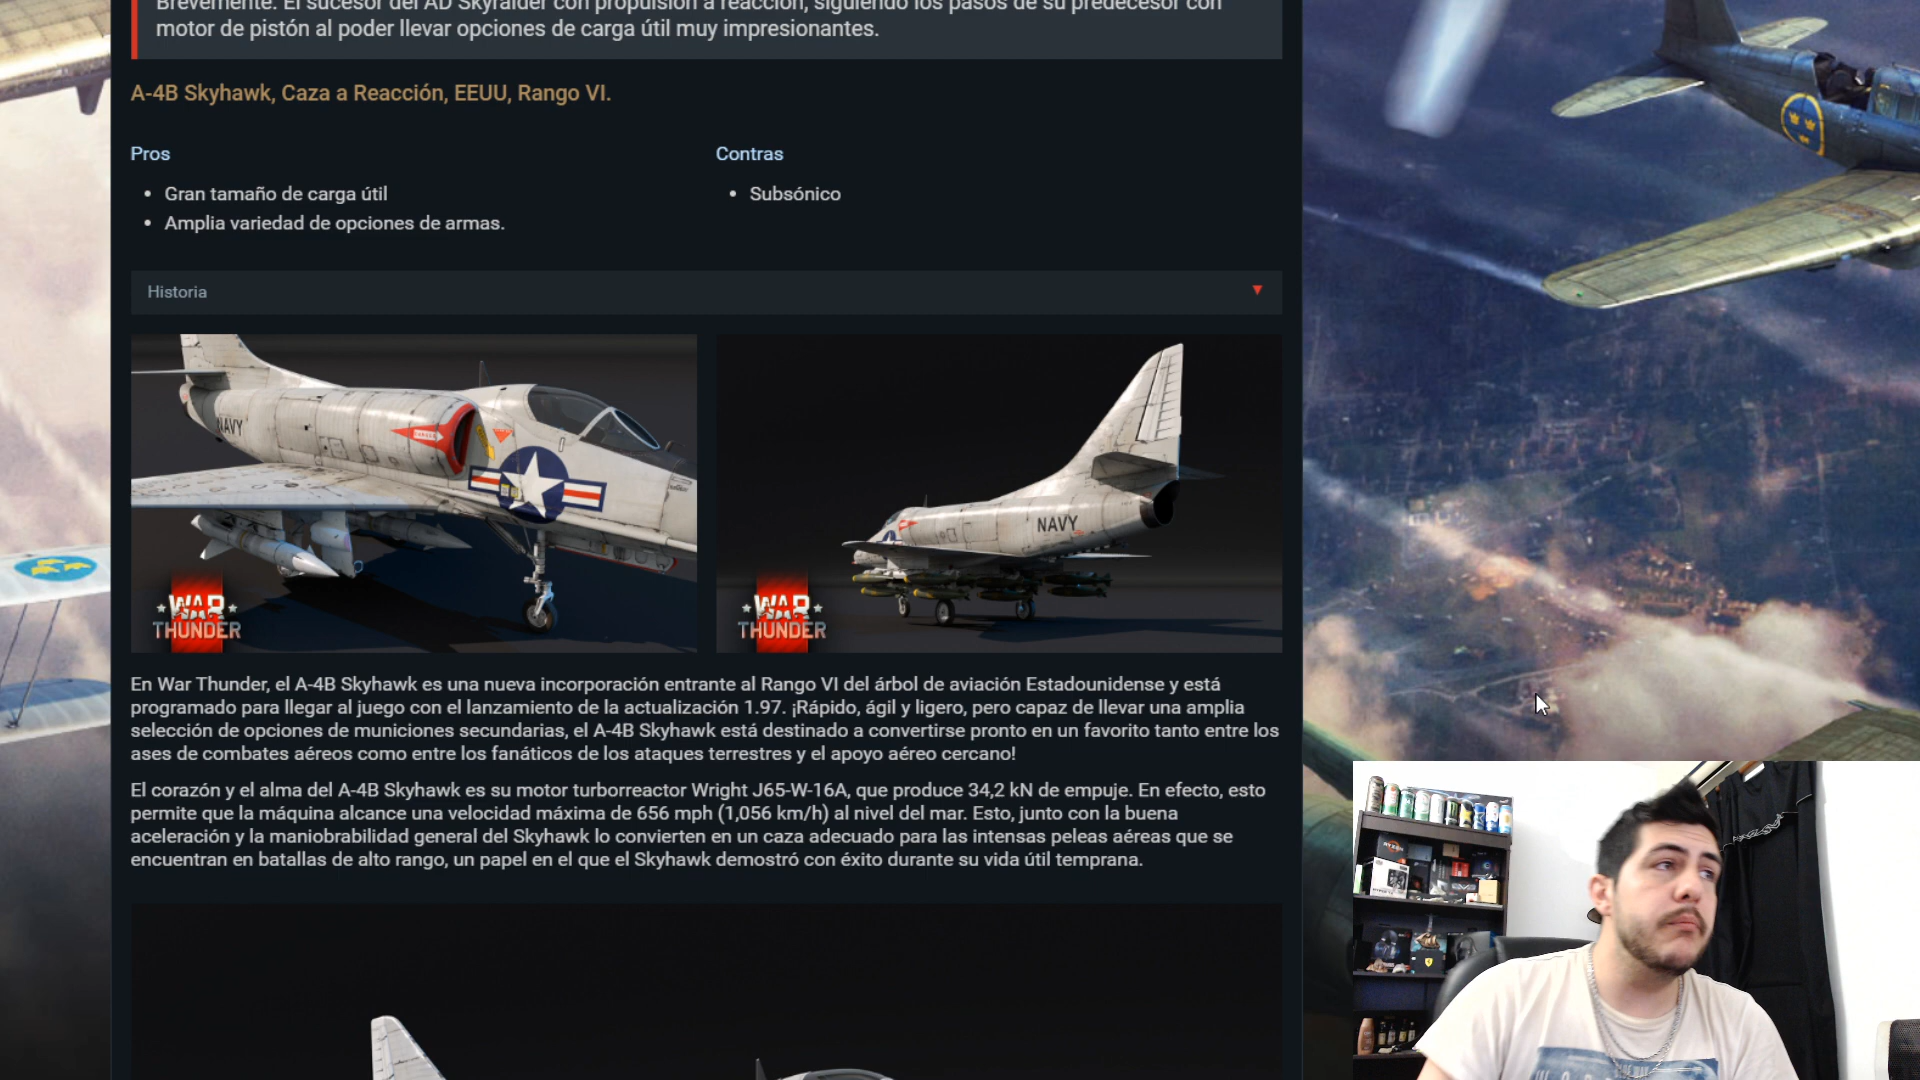 Brevemente: El sucesor del AD Skyraider con propulsión a reacción, siguiendo los pasos de su predecesor con
motor de pistón al poder llevar opciones de carga útil muy impresionantes.
A-4B Skyhawk, Caza a Reacción, EEUU, Rango VI.
Pros
Contras
• Gran tamaño de carga útil
• Subsónico
• Amplia variedad de opciones de armas.
Historia
NAVY
NAVY
WAR
THUNDER
WAR
THUNDER
En War Thunder, el A-4B Skyhawk es una nueva incorporación entrante al Rango VI del árbol de aviación Estadounidense y está
programado para llegar al juego con el lanzamiento de la actualización 1.97. ¡Rápido, ágil y ligero, pero capaz de llevar una amplia
selección de opciones de municiones secundarias, el A-4B Skyhawk está destinado a convertirse pronto en un favorito tanto entre los
ases de combates aéreos como entre los fanáticos de los ataques terrestres y el apoyo aéreo cercano!
El corazón y el alma del A-4B Skyhawk es su motor turborreactor Wright J65-W-16A, que produce 34,2 kN de empuje. En efecto, esto
permite que la máquina alcance una velocidad máxima de 656 mph (1,056 km/h) al nivel del mar. Esto, junto con la buena
aceleración y la maniobrabilidad general del Skyhawk lo convierten en un caza adecuado para las intensas peleas aéreas que se
encuentran en batallas de alto rango, un papel en el que el Skyhawk demostró con éxito durante su vida útil temprana.
RYZEN